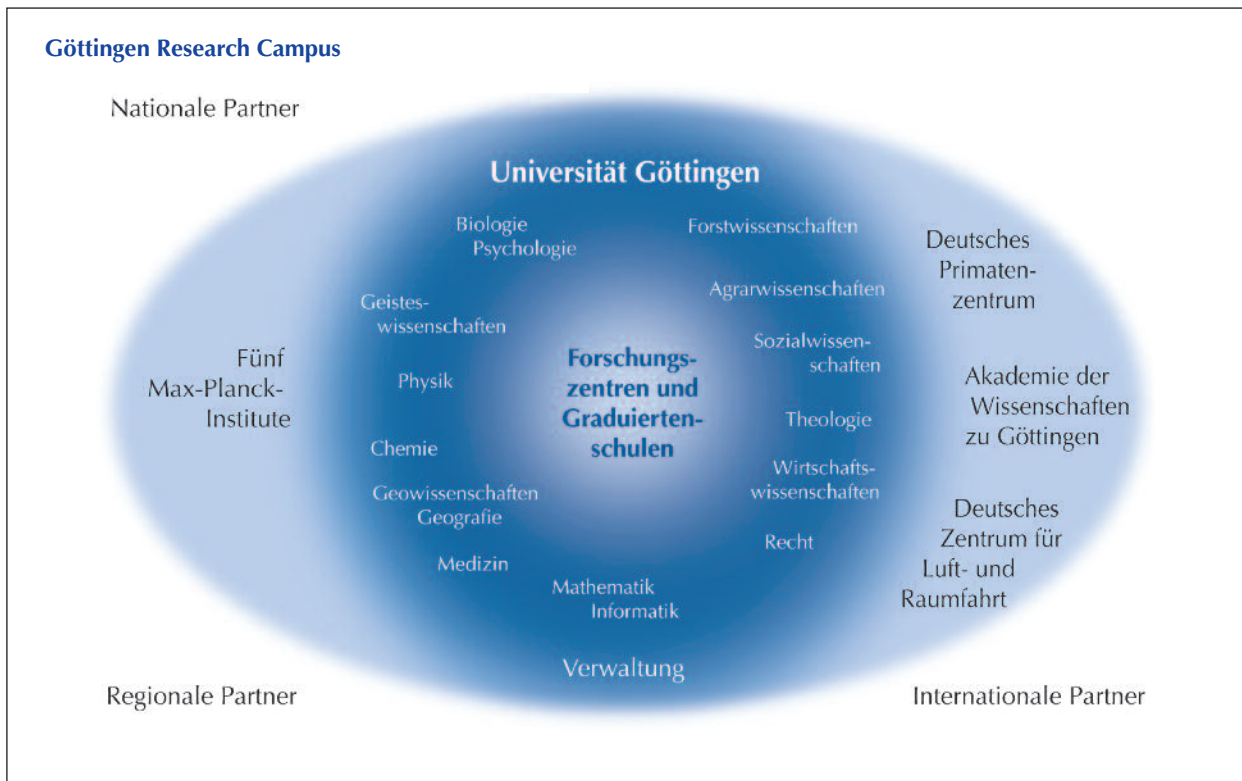 Göttingen Research Campus
Nationale Partner
Universität Göttingen
Biologie
Psychologie
Forstwissenschaften
Deutsches
Primaten-
zentrum
Agrarwissenschaften
Geistes-
wissenschaften
Sozialwissen-
schaften
Fünf
Max-Planck-
Institute
Physik
Forschungs-
zentren und
Graduierten-
schulen
Akademie der
Wissenschaften
zu Göttingen
Theologie
Chemie
Wirtschafts-
wissenschaften
Geowissenschaften
Geografie
Recht
Deutsches
Zentrum für
Luft- und
Raumfahrt
Medizin
Mathematik
Informatik
Verwaltung
Regionale Partner
Internationale Partner